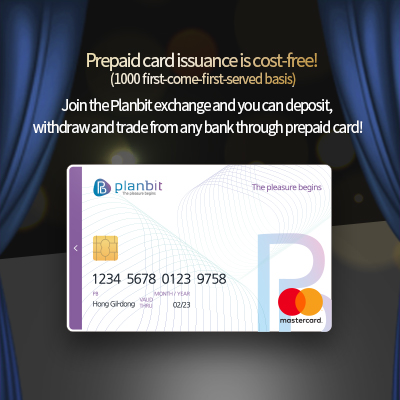 Prepaid card issuance is cost-free!
(1000 first-come-first-served basis)
Join the Planbit exchange and you can deposit,
withdraw and trade from any bank through prepaid card!
planbit
The pleasure begins
The pleasure begins
1234 5678 0123 9758
MONTH / YEAR
Hong Gil-dong
VALID
THRU
02/23
mastercard.